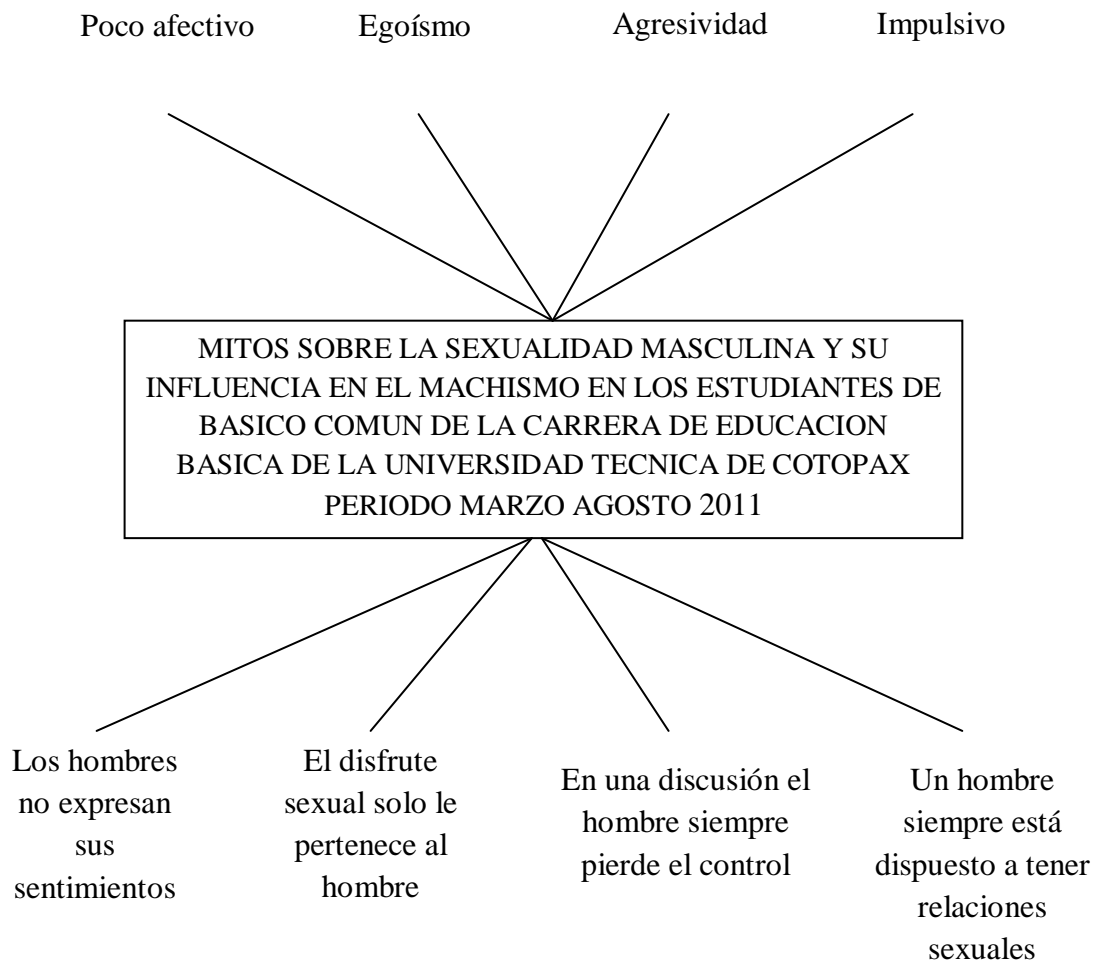 Poco afectivo
Egoísmo
Agresividad
Impulsivo
MITOS SOBRE LA SEXUALIDAD MASCULINA Y SU
INFLUENCIA EN EL MACHISMO EN LOS ESTUDIANTES DE
BASICO COMUN DE LA CARRERA DE EDUCACION
BASICA DE LA UNIVERSIDAD TECNICA DE COTOPAX
PERIODO MARZO AGOSTO 2011
Los hombres
no expresan
sus
sentimientos
El disfrute
sexual solo le
pertenece al
hombre
En una discusión el
hombre siempre
pierde el control
Un hombre
siempre está
dispuesto a tener
relaciones
sexuales